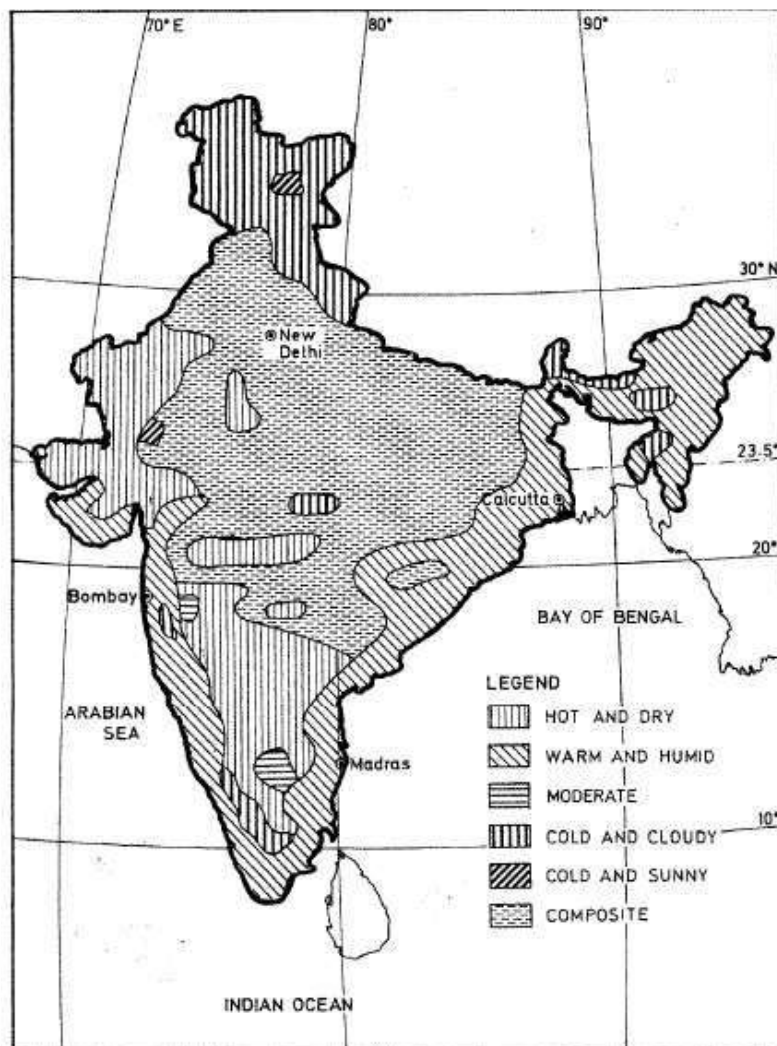 70° E
80°
90°
30° N
New
Delhi
23.5°
Calcutta
20°
Bombay
BAY OF BENGAL
LEGEND
ARABIAN
SEA
HOT AND DRY
WARM AND HUMID
Madras
MODERATE
10°
COLD AND CLOUDY
COLD AND SUNNY
COMPOSITE
INDIAN OCEAN